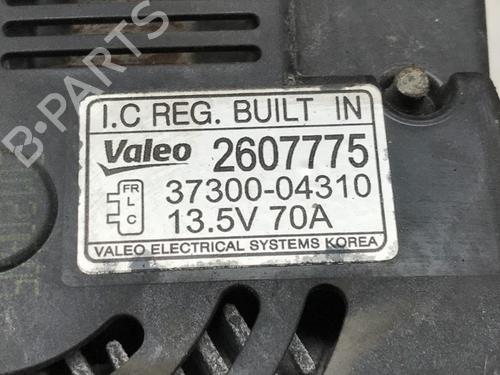 I.C REG. BUILT IN
Valeo 2607775
FR
L
C
37300-04310
13.5V 70A
VALEO ELECTRICAL SYSTEMS KOREA
B-PARTS